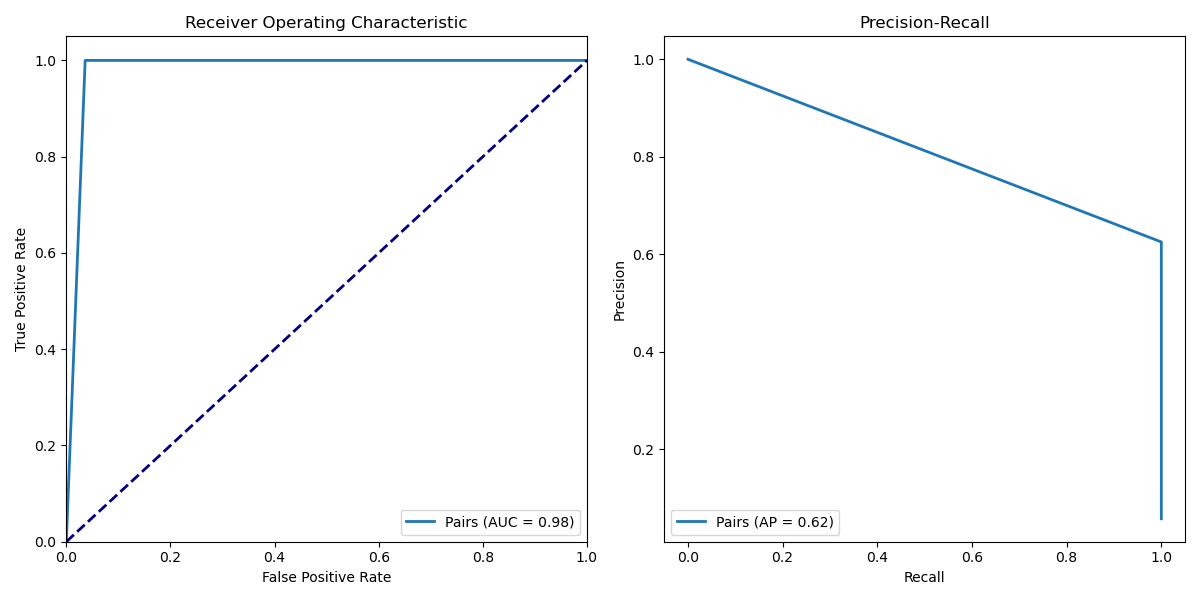 Receiver Operating Characteristic
1.0
0.8
0.6
0.4
0.2
0.0
True Positive Rate
0.0 0.2 0.4 0.6 0.8 1.0
False Positive Rate
Pairs (AUC = 0.98)
Precision-Recall
1.0
0.8
0.6
0.4
0.2
Precision
0.0 0.2 0.4 0.6 0.8 1.0
Recall
Pairs (AP = 0.62)